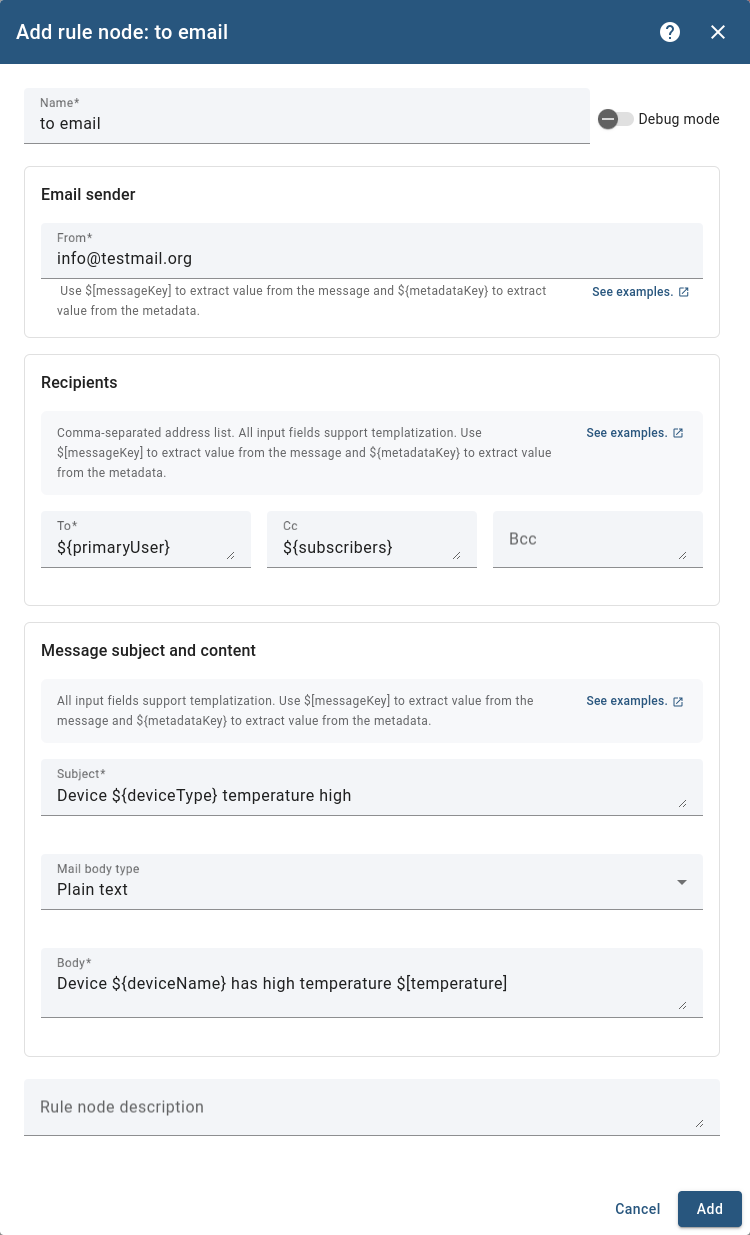 Add rule node: to email
Name*
to email
Debug mode
Email sender
From*
info@testmail.org
Use $[messageKey] to extract value from the message and ${metadataKey} to extract
value from the metadata.
See examples.
Recipients
Comma-separated address list. All input fields support templatization. Use
$[messageKey] to extract value from the message and ${metadataKey} to extract value
from the metadata.
See examples.
To*
${primaryUser}
Cc
${subscribers}
Bcc
Message subject and content
All input fields support templatization. Use $[messageKey] to extract value from the
message and ${metadataKey} to extract value from the metadata.
See examples.
Subject*
Device ${deviceType} temperature high
Mail body type
Plain text
Body*
Device ${deviceName} has high temperature $[temperature]
Rule node description
Cancel
Add